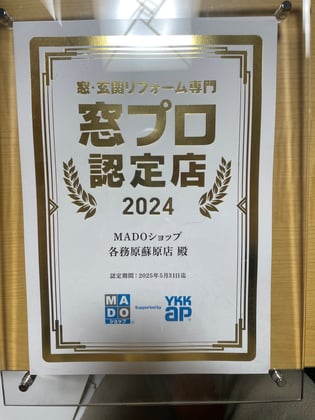 窓・玄関リフォーム専門
窓プロ
認定店
2024
MADOショップ
各務原蘇原店 殿
認定期間：2025年5月31日迄
MADO
ショップ
Supported by
YKK
ap